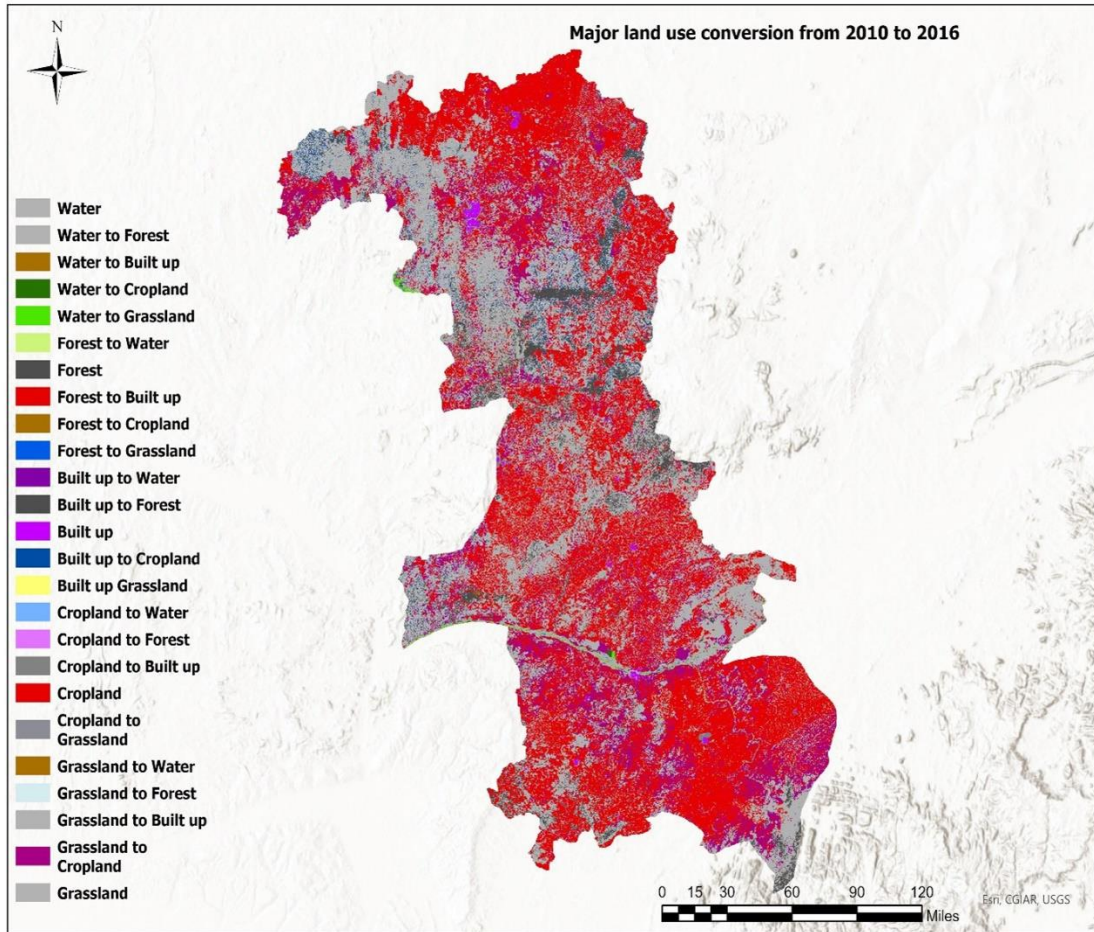 Major land use conversion from 2010 to 2016
N
Water
Water to Forest
Water to Built up
Water to Cropland
Water to Grassland
Forest to Water
Forest
Forest to Built up
Forest to Cropland
Forest to Grassland
Built up to Water
Built up to Forest
Built up
Built up to Cropland
Built up Grassland
Cropland to Water
Cropland to Forest
Cropland to Built up
Cropland
Cropland to
Grassland
Grassland to Water
Grassland to Forest
Grassland to Built up
Grassland to
Cropland
Grassland
0 15 30 60 90 120
Miles
Esri, CGIAR, USGS